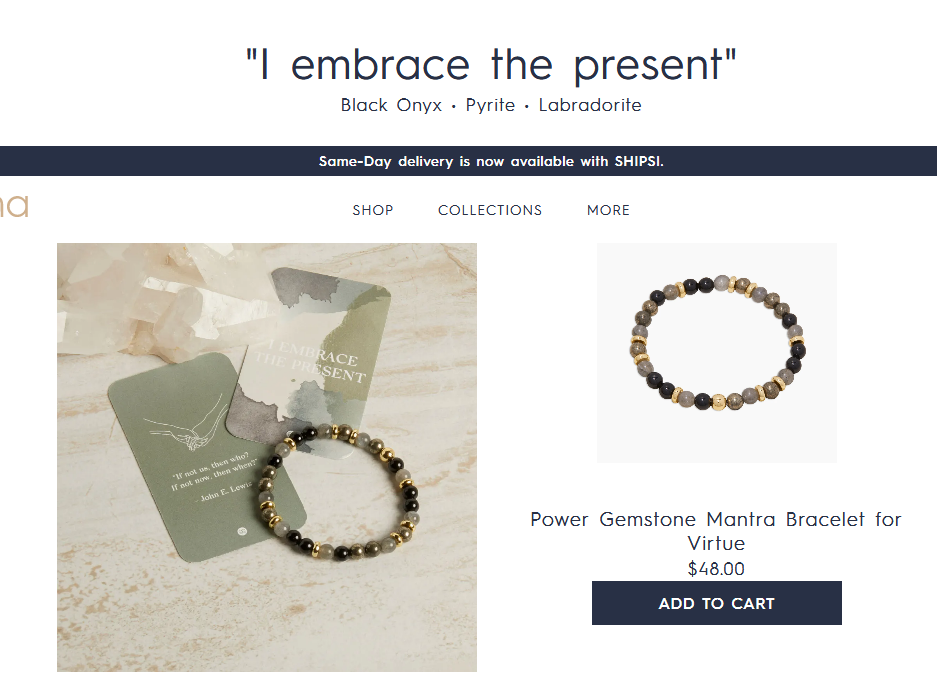 "I embrace the present"
Black Onyx • Pyrite • Labradorite
Same-Day delivery is now available with SHIPSI.
na
SHOP COLLECTIONS MORE
I EMBRACE
THE PRESENT
"If not us, then who?
If not now, then when?"
- John E. Lewis
Power Gemstone Mantra Bracelet for
Virtue
$48.00
ADD TO CART